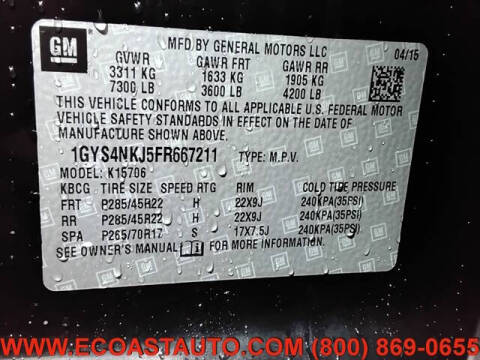 GM
MFD BY GENERAL MOTORS LLC
04/15
GVWR GAWR FRT GAWR RR
3311 KG 1633 KG 1905 KG
7300 LB 3600 LB 4200 LB
THIS VEHICLE CONFORMS TO ALL APPLICABLE U.S. FEDERAL MOTOR
VEHICLE SAFETY STANDARDS IN EFFECT ON THE DATE OF
MANUFACTURE SHOWN ABOVE.
1GYS4NKJ5FR667211 TYPE: M.P.V.
MODEL: K15706
KBCG TIRE SIZE SPEED RTG RIM COLD TIRE PRESSURE
FRT P285/45R22 H 22X9J 240KPA(35PSI)
RR P285/45R22 H 22X9J 240KPA(35PSI)
SPA P265/70R17 S 17X7.5J 240KPA(35PSI)
SEE OWNER'S MANUAL FOR MORE INFORMATION.
WWW.ECOASTAUTO.COM (800) 869-0655